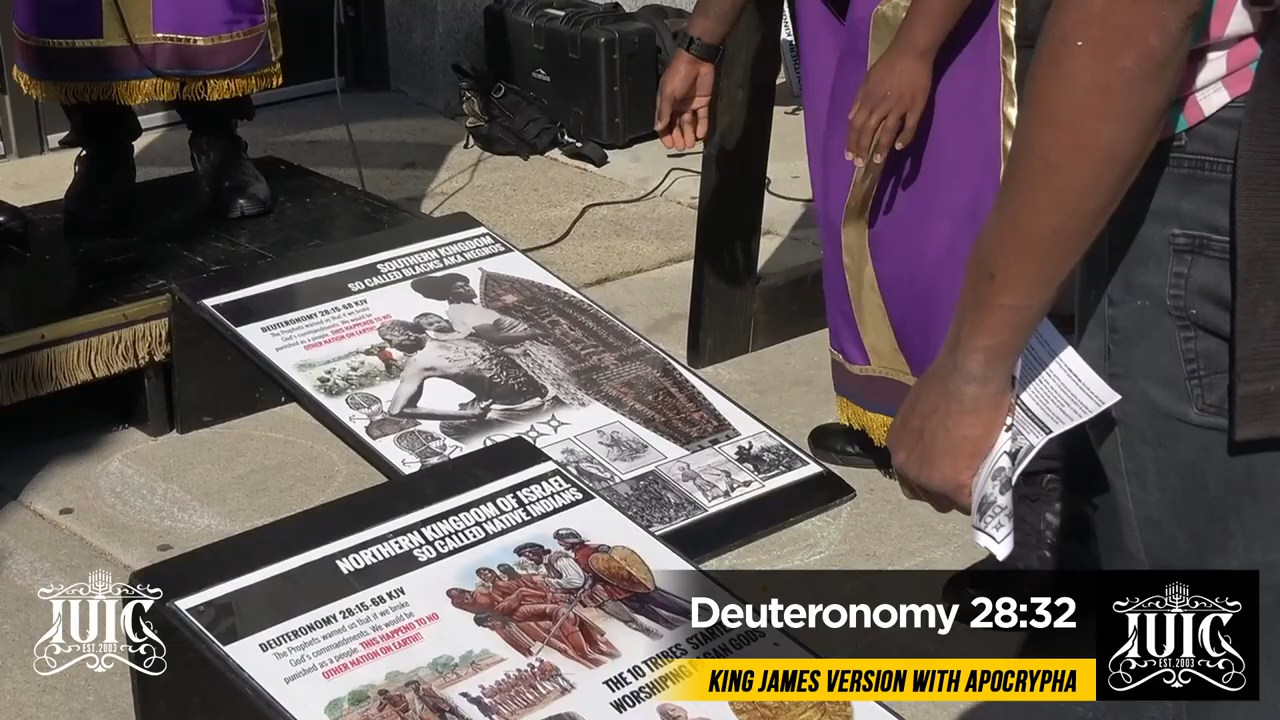 SOUTHERN KINGDOM
SO CALLED BLACKS AKA NEGROS
DEUTERONOMY 28:15-68 KJV
The Prophets warned us that if we broke
God's commandments. We would be
punished as a people. THIS HAPPENED TO NO
OTHER NATION ON EARTH!!
NORTHERN KINGDOM OF ISRAEL
SO CALLED NATIVE INDIANS
DEUTERONOMY 28:15-68 KJV
The Prophets warned us that if we broke
God's commandments. We would be
punished as a people. THIS HAPPEND TO NO
OTHER NATION ON EARTH!!
THE 10 TRIBES START
WORSHIPING PAGAN GODS
Deuteronomy 28:32
KING JAMES VERSION WITH APOCRYPHA
IUIC
EST. 2003
IUIC
EST. 2003